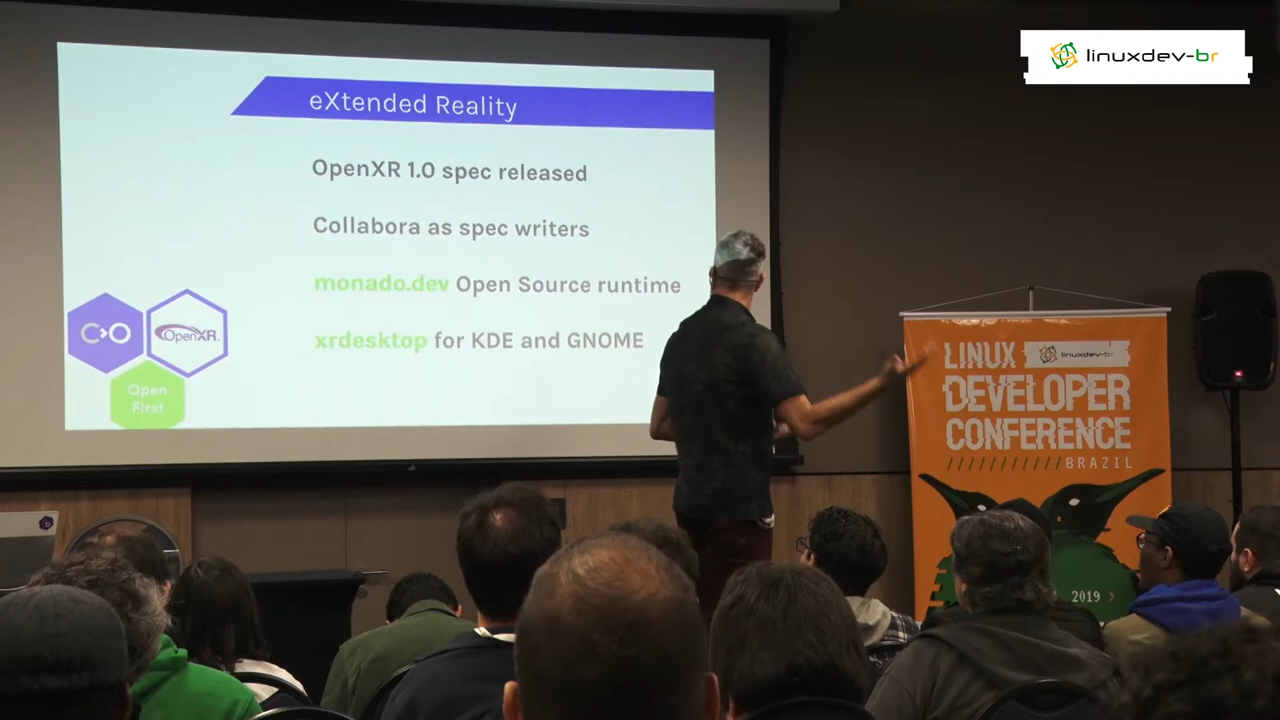 eXtended Reality
OpenXR 1.0 spec released
Collabora as spec writers
monado.dev Open Source runtime
xrdesktop for KDE and GNOME
OpenXR
Open
First
linuxdev-br
LINUX linuxdev-br
DEVELOPER
CONFERENCE
//////////BRAZIL
2019 >